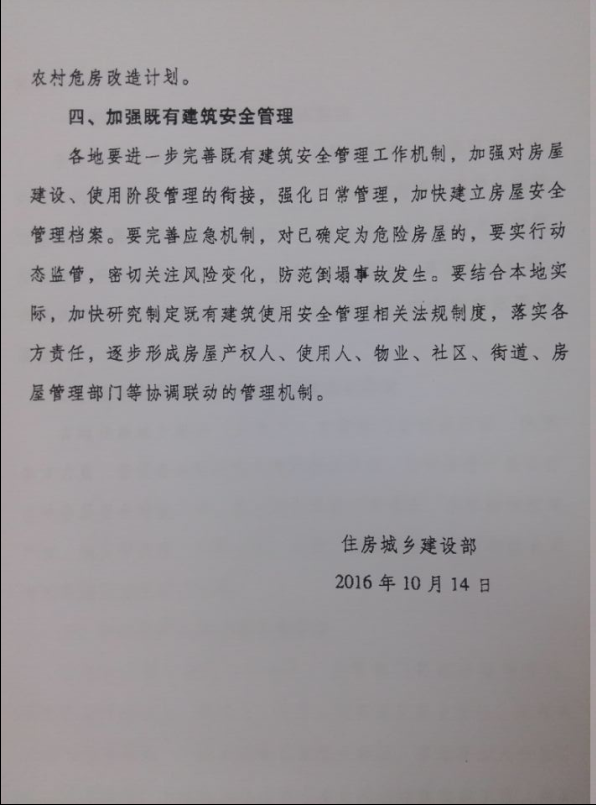 农村危房改造计划。
四、加强既有建筑安全管理
各地要进一步完善既有建筑安全管理工作机制，加强对房屋
建设、使用阶段管理的衔接，强化日常管理，加快建立房屋安全
管理档案。要完善应急机制，对已确定为危险房屋的，要实行动
态监管，密切关注风险变化，防范倒塌事故发生。要结合本地实
际，加快研究制定既有建筑使用安全管理相关法规制度，落实各
方责任，逐步形成房屋产权人、使用人、物业、社区、街道、房
屋管理部门等协调联动的管理机制。
住房城乡建设部
2016年10月14日